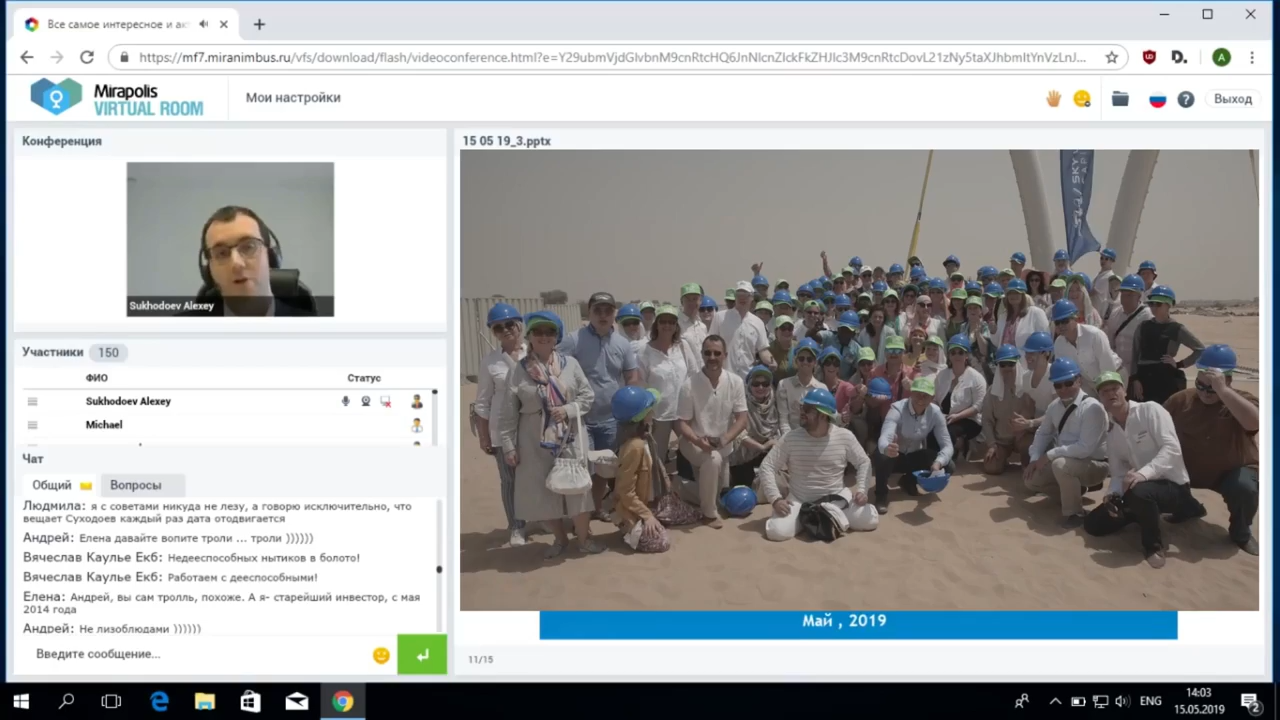 Все самое интересное и ак
https://mf7.miranimbus.ru/vfs/download/flash/videoconference.html?e=Y29ubmVjdGlvbnM9cnRtcHQ6JnNlcnZlckFkZHJlc3M9cnRtcDovL21zNy5taXJhbmltYnVzLnJ...
Mirapolis
VIRTUAL ROOM
Мои настройки
Выход
Конференция
Sukhodoev Alexey
Участники 150
ФИО Статус
Sukhodoev Alexey
Michael
Чат
Общий Вопросы
Людмила: я с советами никуда не лезу, а говорю исключительно, что
вещает Суходоев каждый раз дата отодвигается
Андрей: Елена давайте вопите троли ... троли ))))))
Вячеслав Каулье Екб: Недееспособных нытиков в болото!
Вячеслав Каулье Екб: Работаем с дееспособными!
Елена: Андрей, вы сам тролль, похоже. А я- старейший инвестор, с мая
2014 года
Андрей: Не лизоблюдами ))))))
Введите сообщение...
15 05 19_3.pptx
SKY
Май , 2019
11/15
ENG
14:03
15.05.2019
2